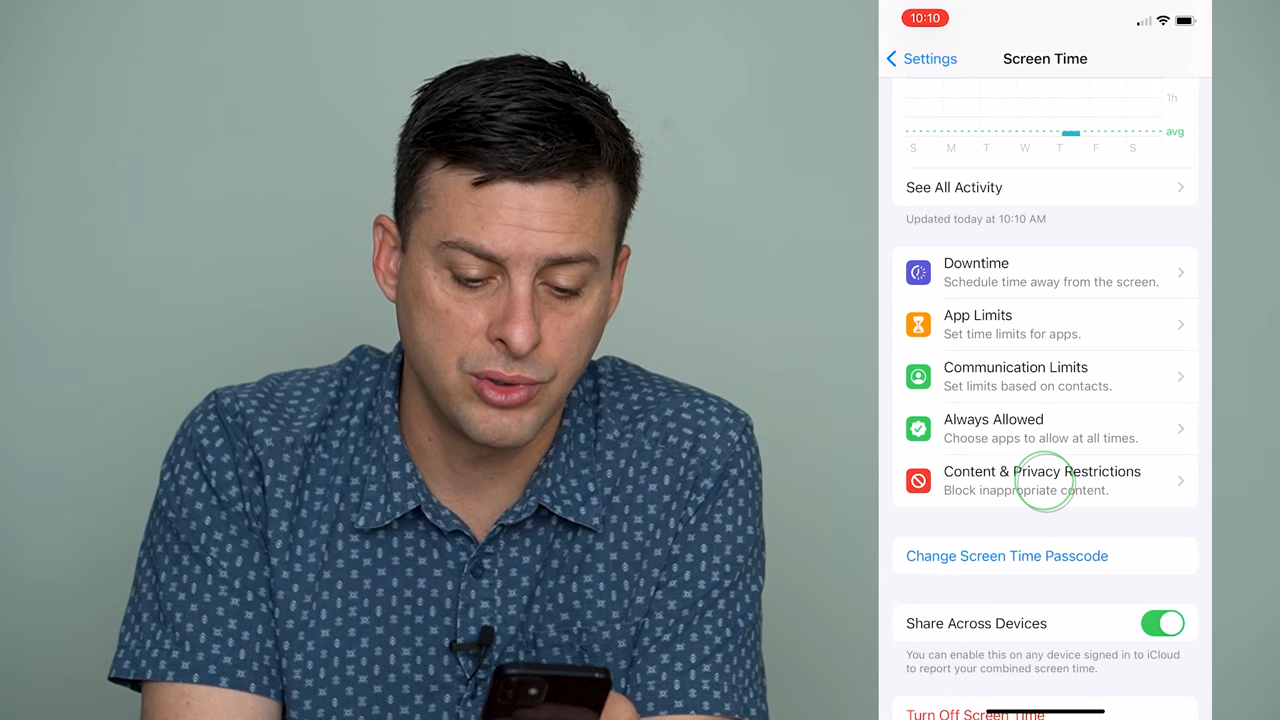 10:10
Settings
Screen Time
1h
avg
S M T W T F S
See All Activity
Updated today at 10:10 AM
Downtime
Schedule time away from the screen.
App Limits
Set time limits for apps.
Communication Limits
Set limits based on contacts.
Always Allowed
Choose apps to allow at all times.
Content & Privacy Restrictions
Block inappropriate content.
Change Screen Time Passcode
Share Across Devices
You can enable this on any device signed in to iCloud
to report your combined screen time.
Turn Off Screen Time